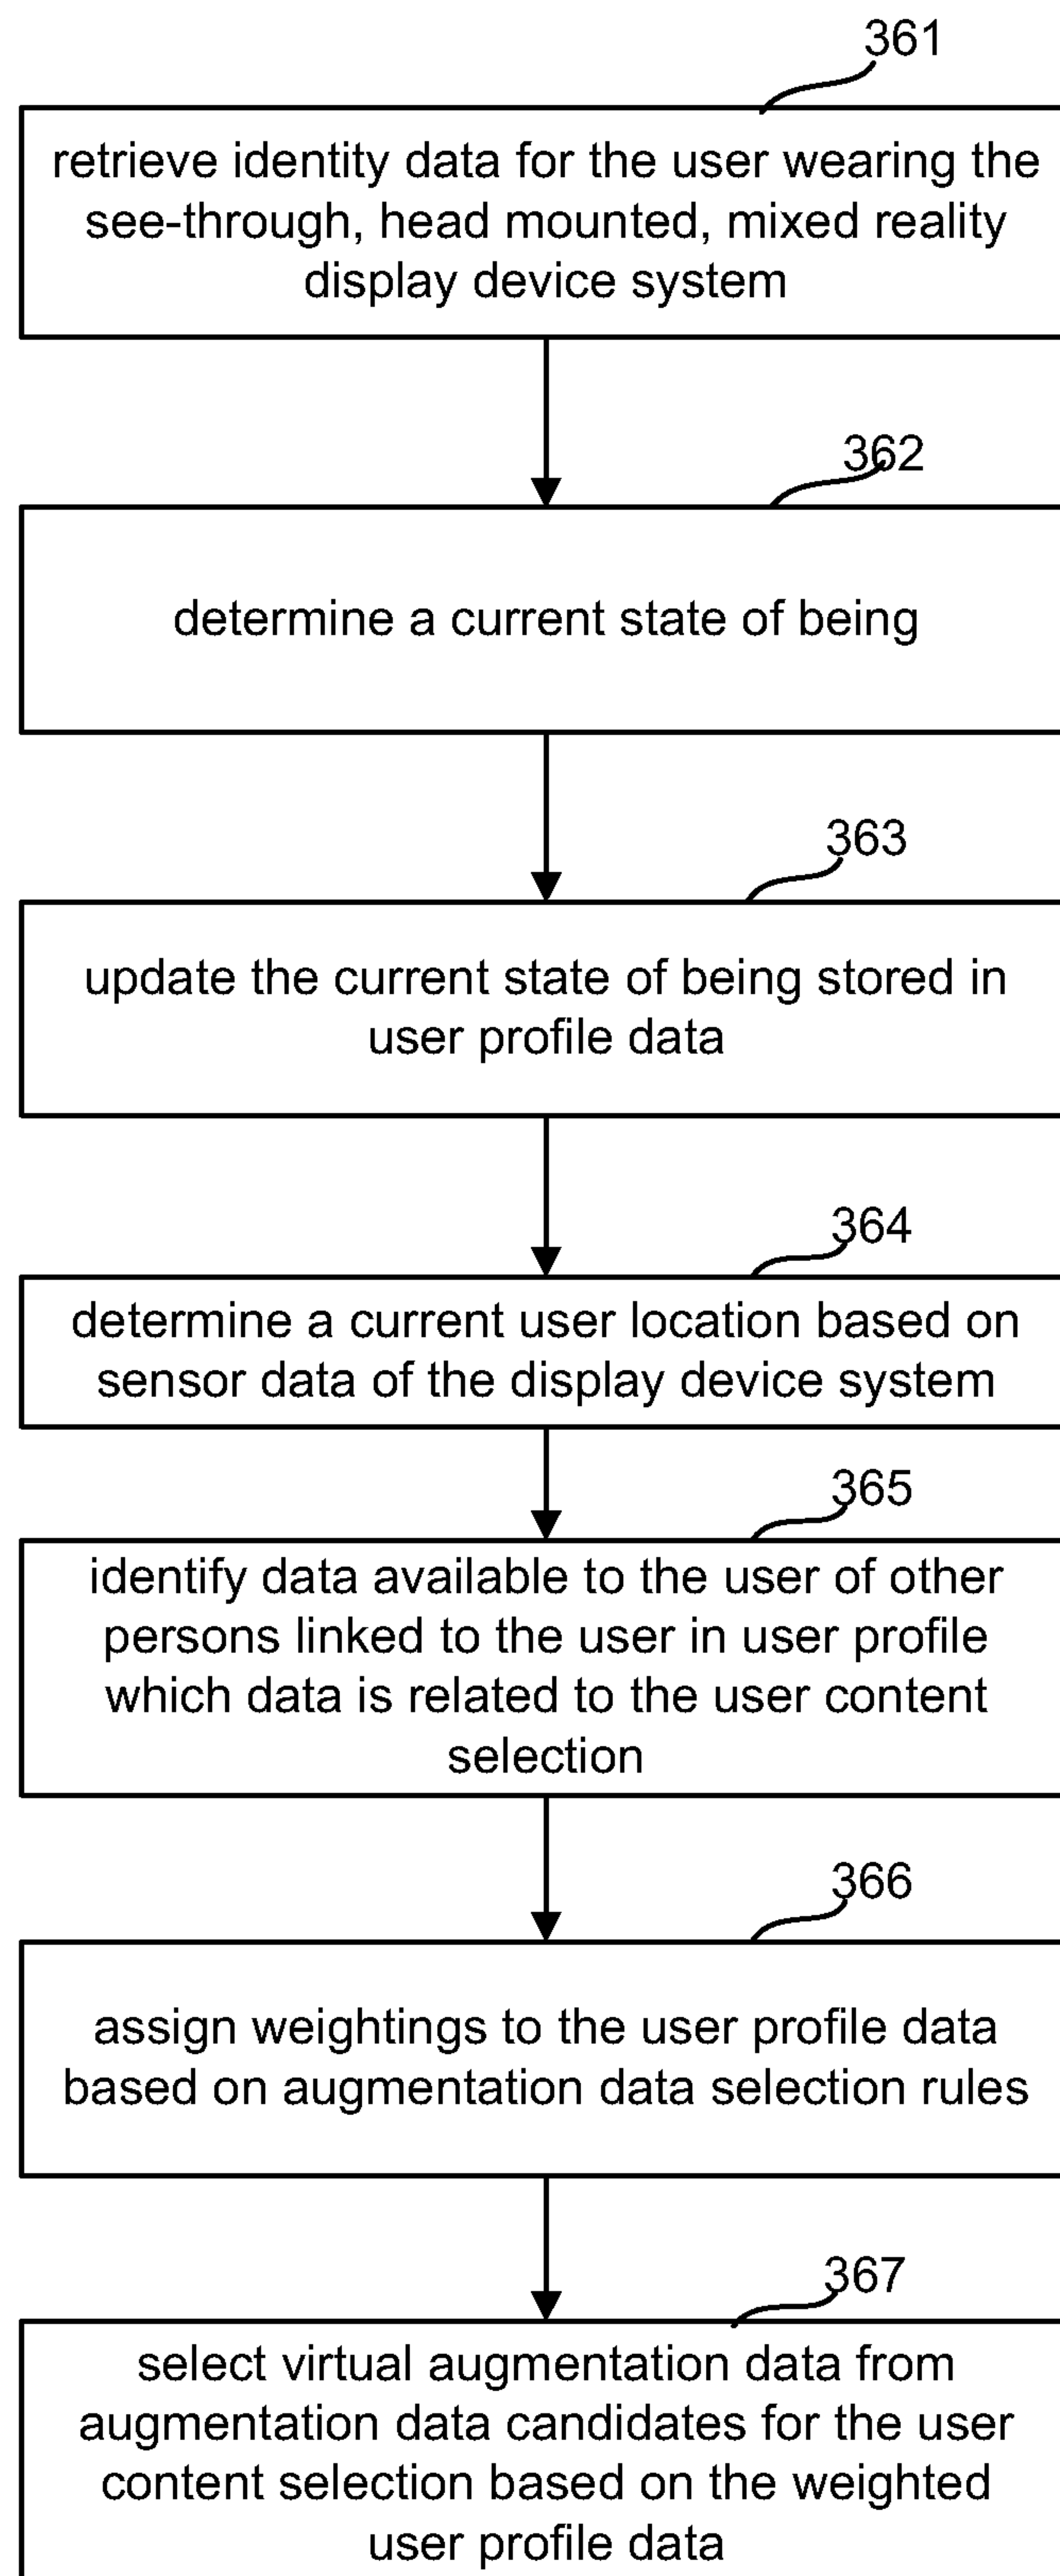 361
retrieve identity data for the user wearing the
see-through, head mounted, mixed reality
display device system
362
determine a current state of being
363
update the current state of being stored in
user profile data
364
determine a current user location based on
sensor data of the display device system
365
identify data available to the user of other
persons linked to the user in user profile
which data is related to the user content
selection
366
assign weightings to the user profile data
based on augmentation data selection rules
367
select virtual augmentation data from
augmentation data candidates for the user
content selection based on the weighted
user profile data